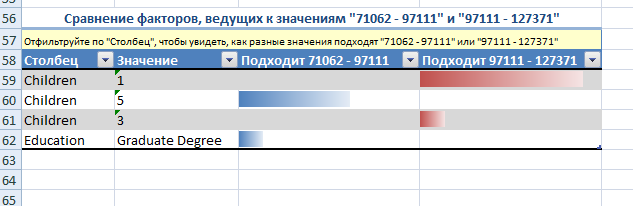 55
56 Сравнение факторов, ведущих к значениям "71062 - 97111" и "97111 - 127371"
57 Отфильтруйте по "Столбец", чтобы увидеть, как разные значения подходят "71062 - 97111" или "97111 - 127371"
58 Столбец Значение Подходит 71062 - 97111 Подходит 97111 - 127371
59 Children 1
60 Children 5
61 Children 3
62 Education Graduate Degree
63
64
65